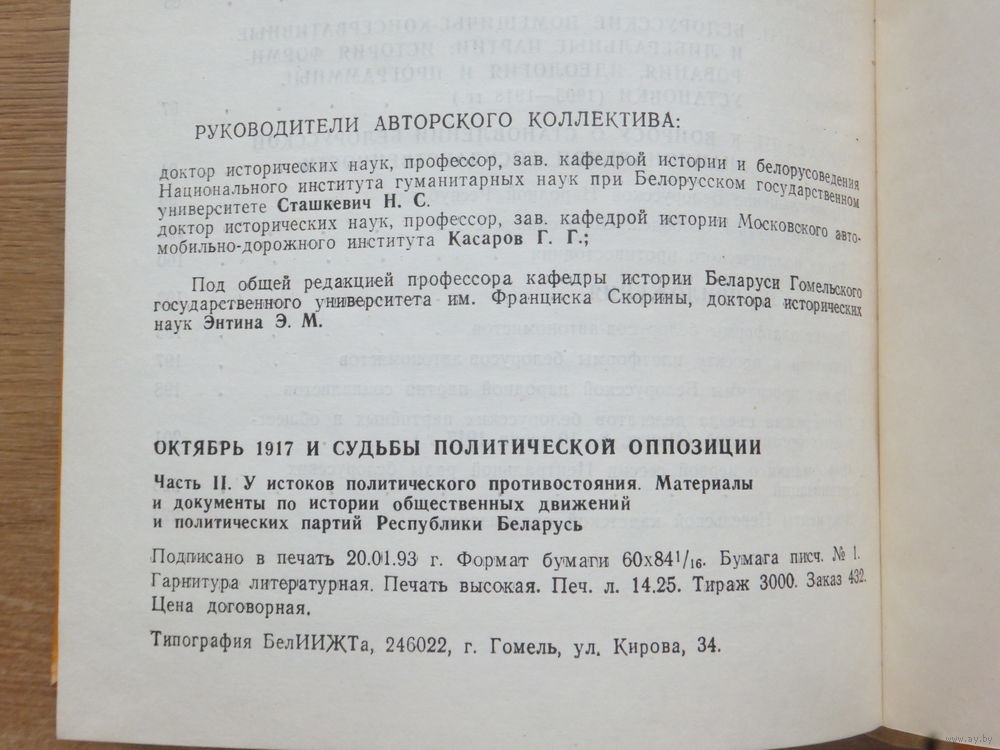 РУКОВОДИТЕЛИ АВТОРСКОГО КОЛЛЕКТИВА:
доктор исторических наук, профессор, зав. кафедрой истории и белорусоведения
Национального института гуманитарных наук при Белорусском государственном
университете Сташкевич Н. С.
доктор исторических наук, профессор, зав. кафедрой истории Московского авто-
мобильно-дорожного института Касаров Г. Г.;
Под общей редакцией профессора кафедры истории Беларуси Гомельского
государственного университета им. Франциска Скорины, доктора исторических
наук Энтина Э. М.
ОКТЯБРЬ 1917 И СУДЬБЫ ПОЛИТИЧЕСКОЙ ОППОЗИЦИИ
Часть II. У истоков политического противостояния. Материалы
и документы по истории общественных движений
и политических партий Республики Беларусь
Подписано в печать 20.01.93 г. Формат бумаги 60х84 1/16. Бумага писч. № 1.
Гарнитура литературная. Печать высокая. Печ. л. 14.25. Тираж 3000. Заказ 432.
Цена договорная.
Типография БелИИЖТа, 246022, г. Гомель, ул. Кирова, 34.
www.ay.by